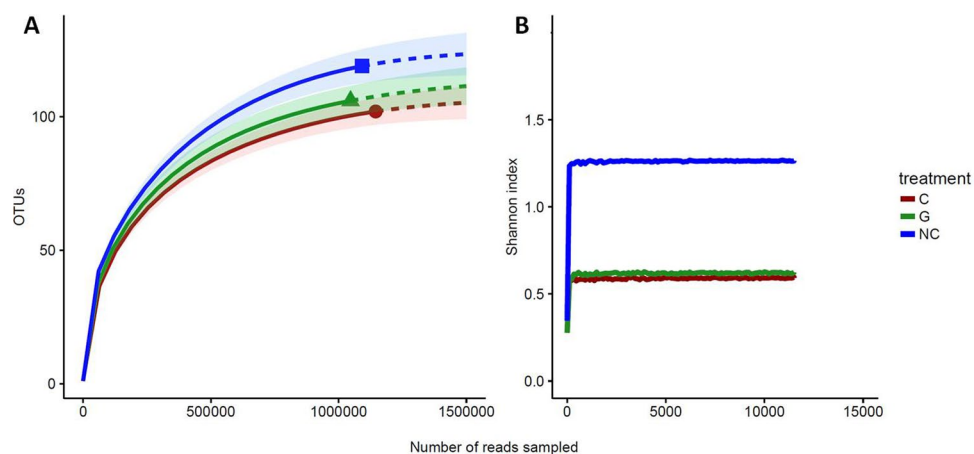 A
OTUs
100
50
0
0 500000 1000000 1500000
B
Shannon index
1.5
1.0
0.5
0.0
0 5000 10000 15000
treatment
C
G
NC
Number of reads sampled